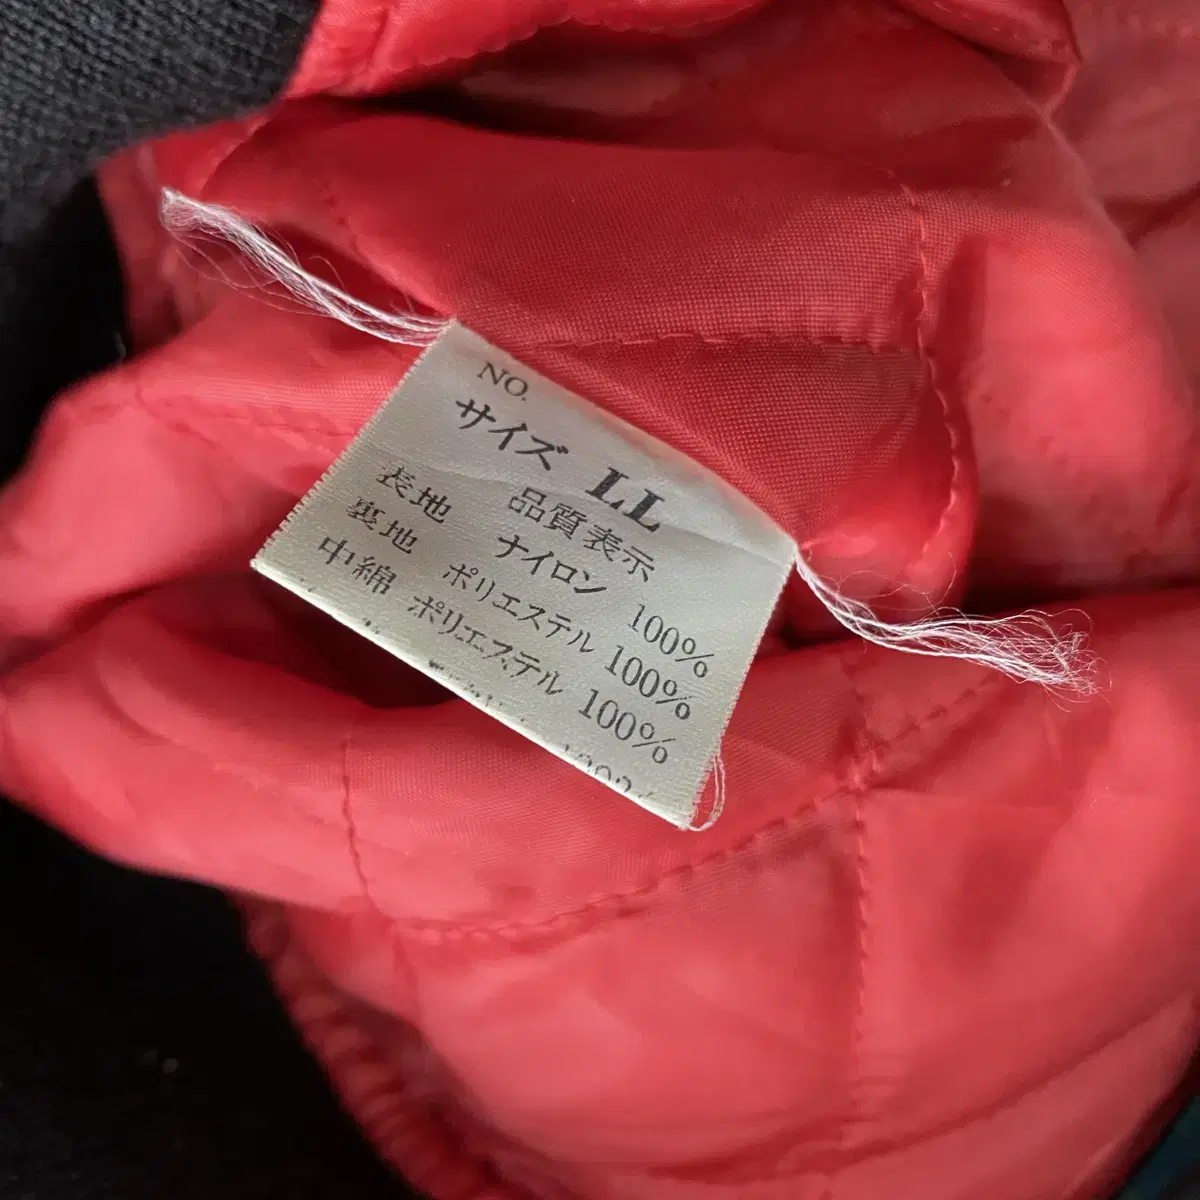 NO.
サイズ LL
品質表示
表地 ナイロン 100%
裏地 ポリエステル 100%
中綿 ポリエステル 100%